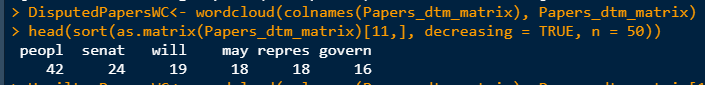 > DisputedPapersWC<- wordcloud(colnames(Papers_dtm_matrix), Papers_dtm_matrix)
> head(sort(as.matrix(Papers_dtm_matrix)[11,], decreasing = TRUE, n = 50))
peopl senat will may repres govern
42 24 19 18 18 16